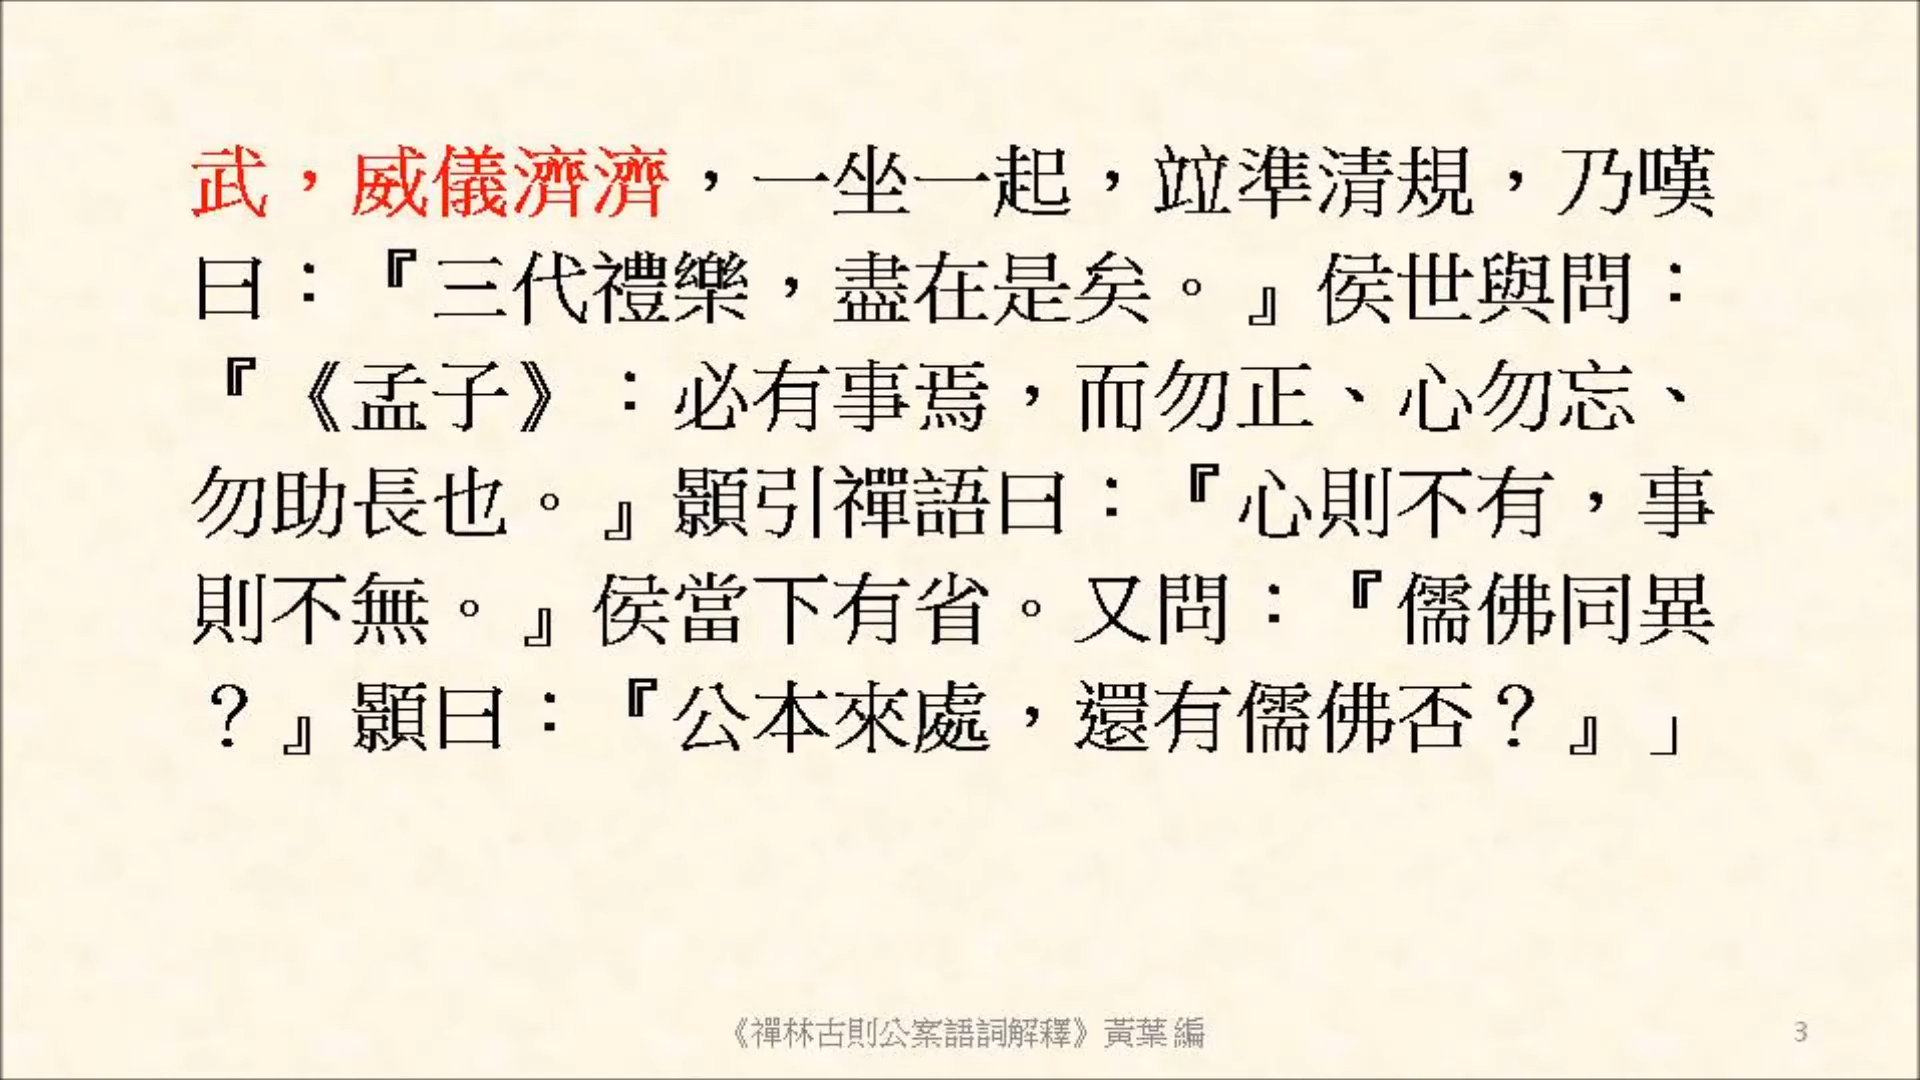 武，威儀濟濟，一坐一起，竝準清規，乃嘆
曰：『三代禮樂，盡在是矣。』侯世與問：
『《孟子》：必有事焉，而勿正、心勿忘、
勿助長也。』顥引禪語曰：『心則不有，事
則不無。』侯當下有省。又問：『儒佛同異
？』顥曰：『公本來處，還有儒佛否？』」
《禪林古則公案語詞解釋》黃葉 編
3